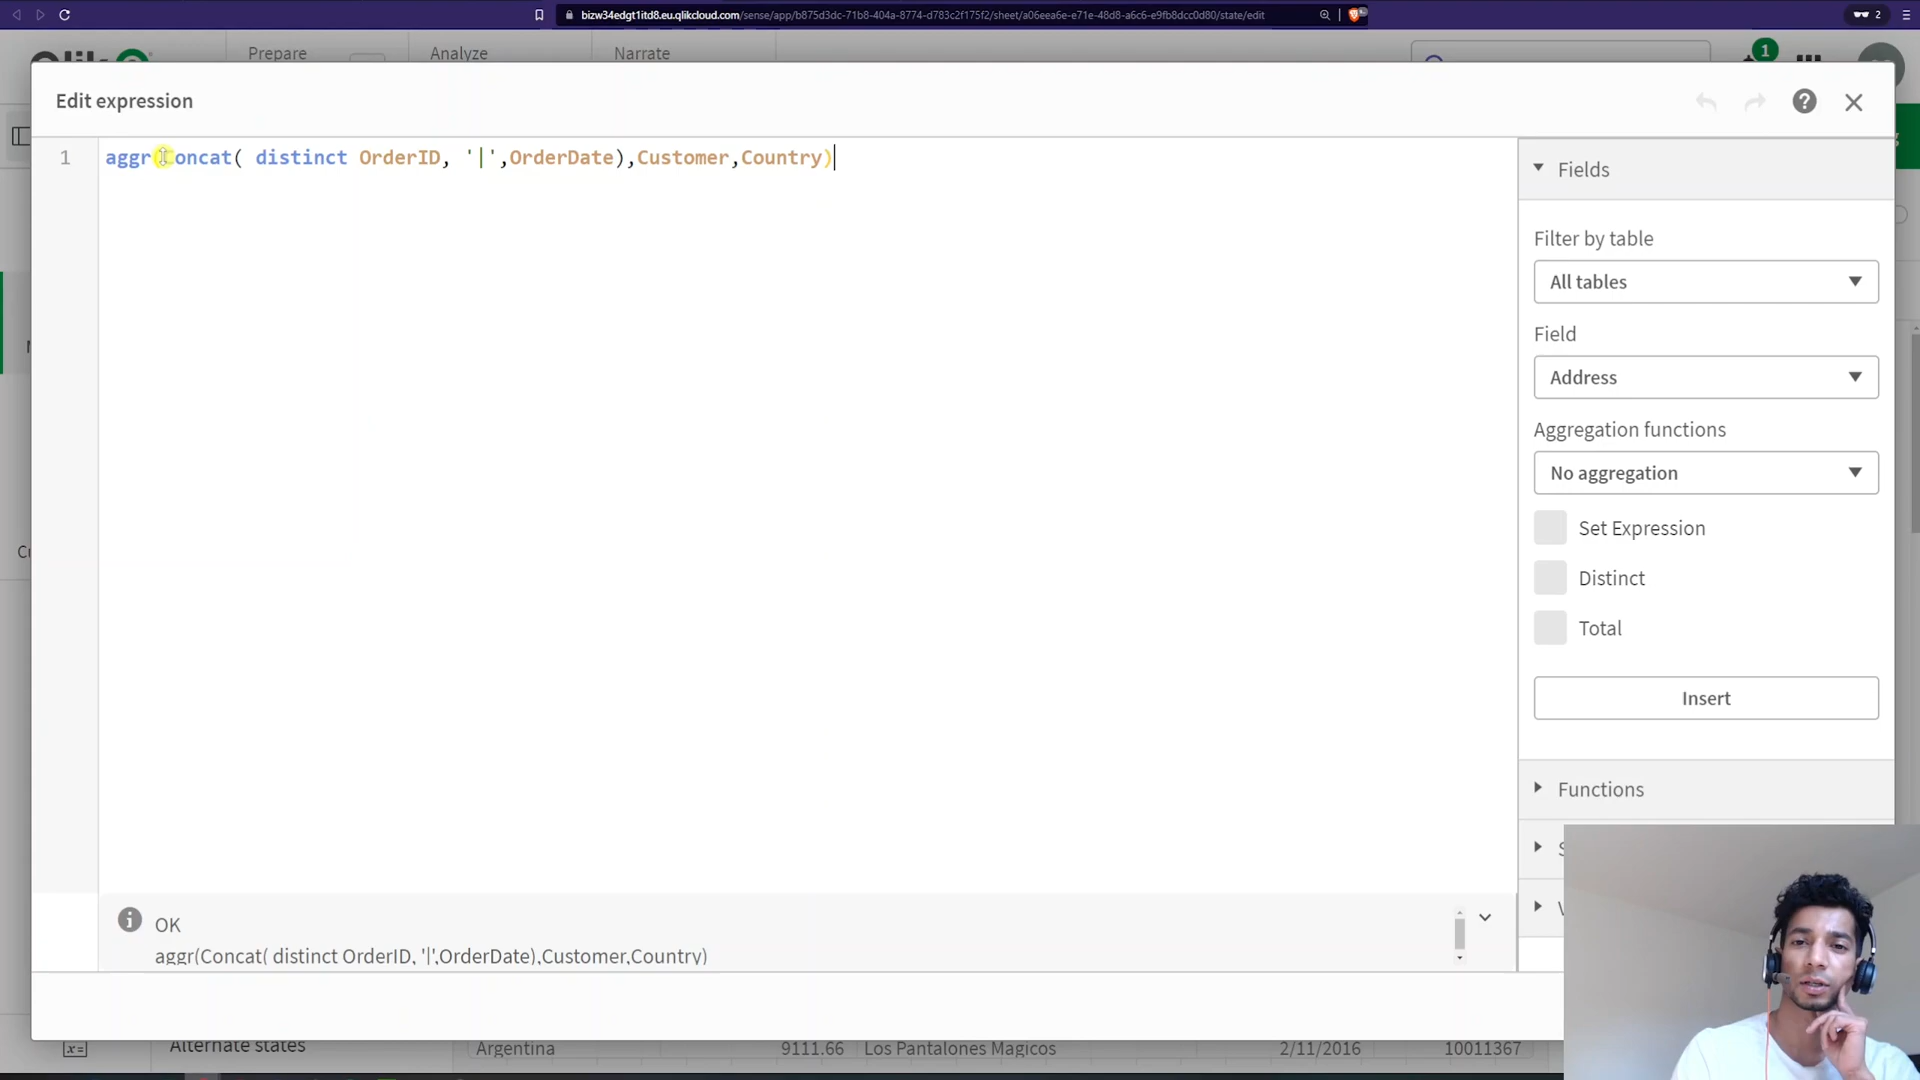 bizw34edgt1itd8.eu.qlikcloud.com/sense/app/b875d3dc-71b8-404a-8774-d783c2f175f2/sheet/a06eea6e-e71e-48d8-a6c6-e9fb8dcc0d80/state/edit
2
Prepare
Analyze
Narrate
1
Edit expression
1 aggr(Concat( distinct OrderID, '|',OrderDate),Customer,Country)
Fields
Filter by table
All tables
Field
Address
Aggregation functions
No aggregation
Set Expression
Distinct
Total
Insert
Functions
OK
aggr(Concat( distinct OrderID, '|',OrderDate),Customer,Country)
Alternate states
Argentina 9111.66 Los Pantalones Magicos 2/11/2016 10011367